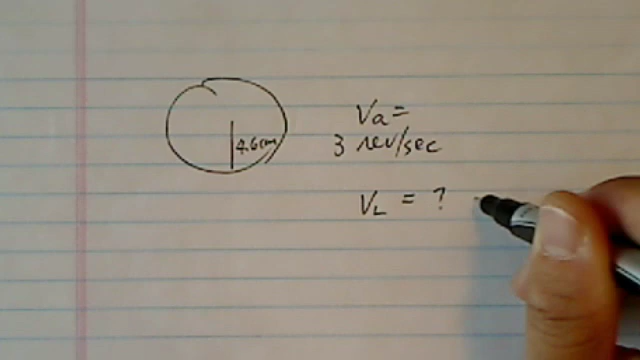 4.6cm
Va =
3 rev/sec
VL = ?